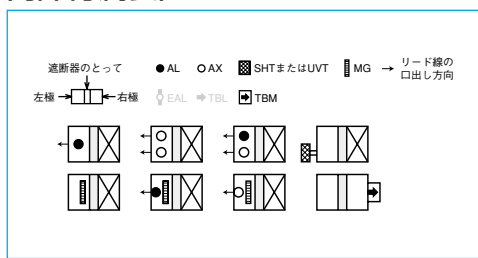 遮断器のとって
AL
AX
SHTまたはUVT
MG
リード線の
口出し方向
左極
右極
EAL
TBL
TBM